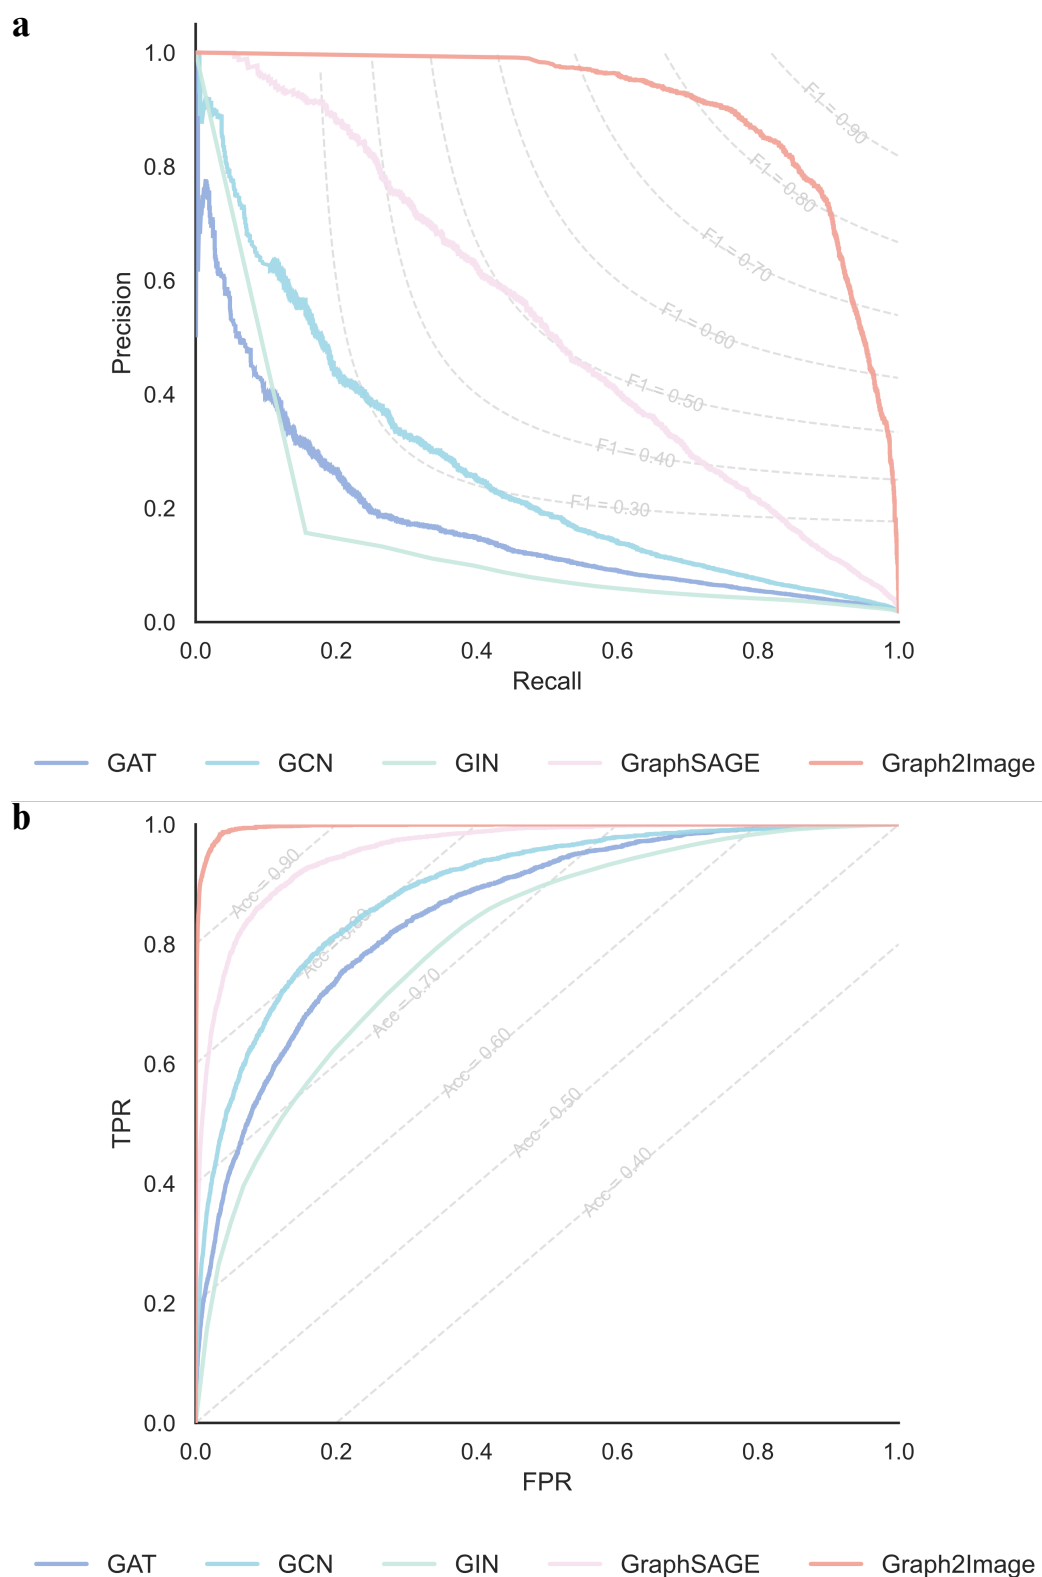 a
1.0
0.8
0.6
0.4
0.2
0.0
Precision
F1 = 0.90
F1 = 0.80
F1 = 0.70
F1 = 0.60
F1 = 0.50
F1 = 0.40
F1 = 0.30
0.0 0.2 0.4 0.6 0.8 1.0
Recall
GAT GCN GIN GraphSAGE Graph2Image
b
1.0
0.8
0.6
0.4
0.2
0.0
TPR
Acc = 0.90
Acc = 0.80
Acc = 0.70
Acc = 0.60
Acc = 0.50
Acc = 0.40
0.0 0.2 0.4 0.6 0.8 1.0
FPR
GAT GCN GIN GraphSAGE Graph2Image